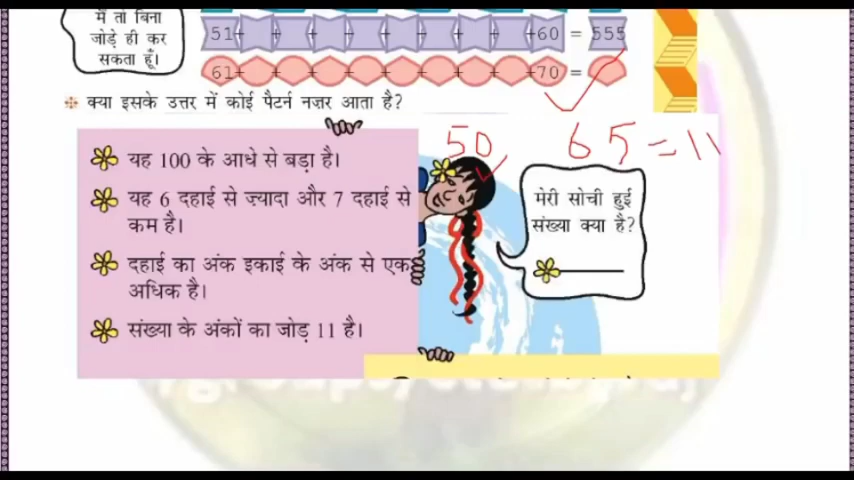 में तो बिना
जोड़े ही कर
सकता हूँ।
51+ + + + + + + + +60 = 555
61+ + + + + + + + +70 =
क्या इसके उत्तर में कोई पैटर्न नज़र आता है?
50
65=11
यह 100 के आधे से बड़ा है।
यह 6 दहाई से ज़्यादा और 7 दहाई से
कम है।
दहाई का अंक इकाई के अंक से एक
अधिक है।
संख्या के अंकों का जोड़ 11 है।
मेरी सोची हुई
संख्या क्या है?